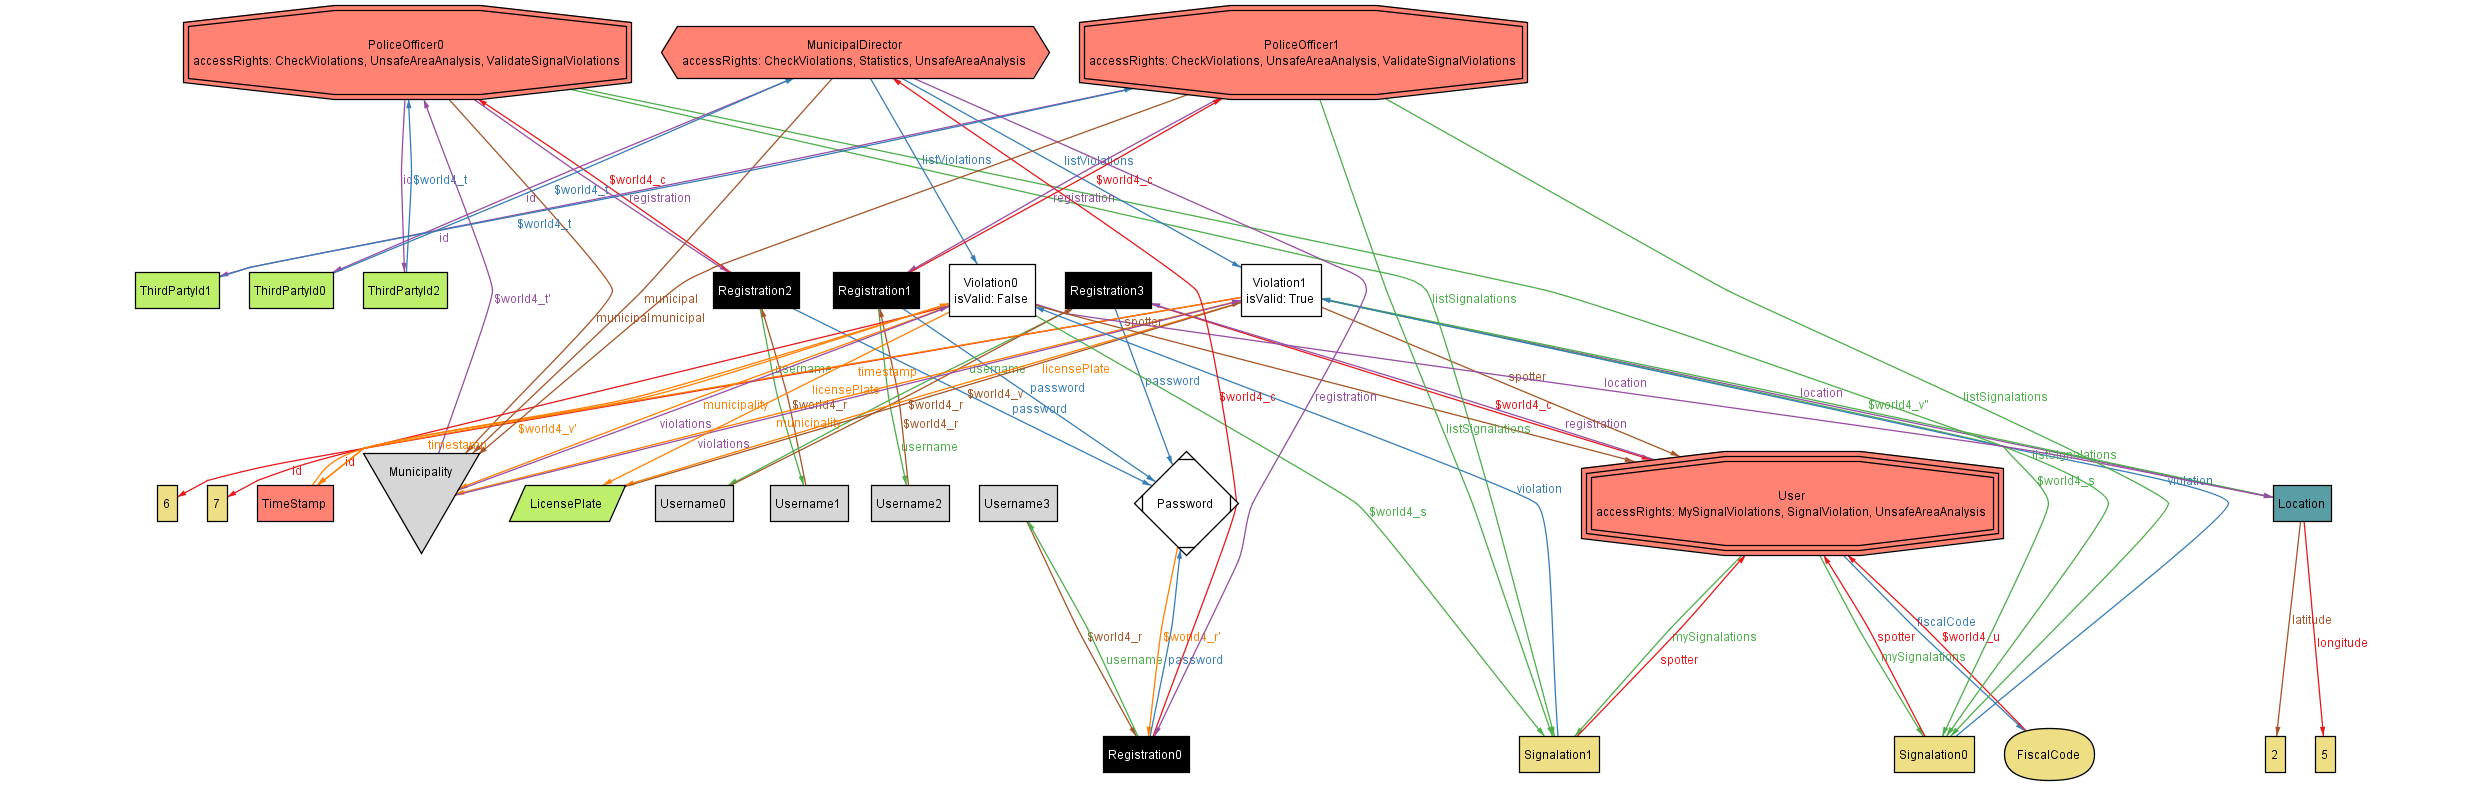 PoliceOfficer0
accessRights: CheckViolations, UnsafeAreaAnalysis, ValidateSignalViolations
MunicipalDirector
accessRights: CheckViolations, Statistics, UnsafeAreaAnalysis
PoliceOfficer1
accessRights: CheckViolations, UnsafeAreaAnalysis, ValidateSignalViolations
listViolations
listViolations
id
$world4_t
$world4_t
$world4_c
$world4_c
id
registration
registration
$world4_t
id
ThirdPartyId1
ThirdPartyId0
ThirdPartyId2
Registration2
Registration1
Violation0
isValid: False
Registration3
Violation1
isValid: True
$world4_t'
municipal
listSignalations
municipal
municipal
spotter
username
timestamp
username
licensePlate
password
spotter
location
location
licensePlate
password
$world4_v
$world4_c
registration
listSignalations
municipality
$world4_r
$world4_r
password
$world4_c
$world4_v"
municipality
$world4_r
violations
registration
$world4_v'
listSignalations
timestamp
violations
username
listSignalations
id
id
Municipality
6
7
TimeStamp
LicensePlate
Username0
Username1
Username2
Username3
Password
violation
User
accessRights: MySignalViolations, SignalViolation, UnsafeAreaAnalysis
$world4_s
violation
Location
$world4_s
latitude
fiscalCode
$world4_r
$world4_r'
mySignalations
spotter
$world4_u
longitude
username
password
spotter
mySignalations
Registration0
Signalation1
Signalation0
FiscalCode
2
5